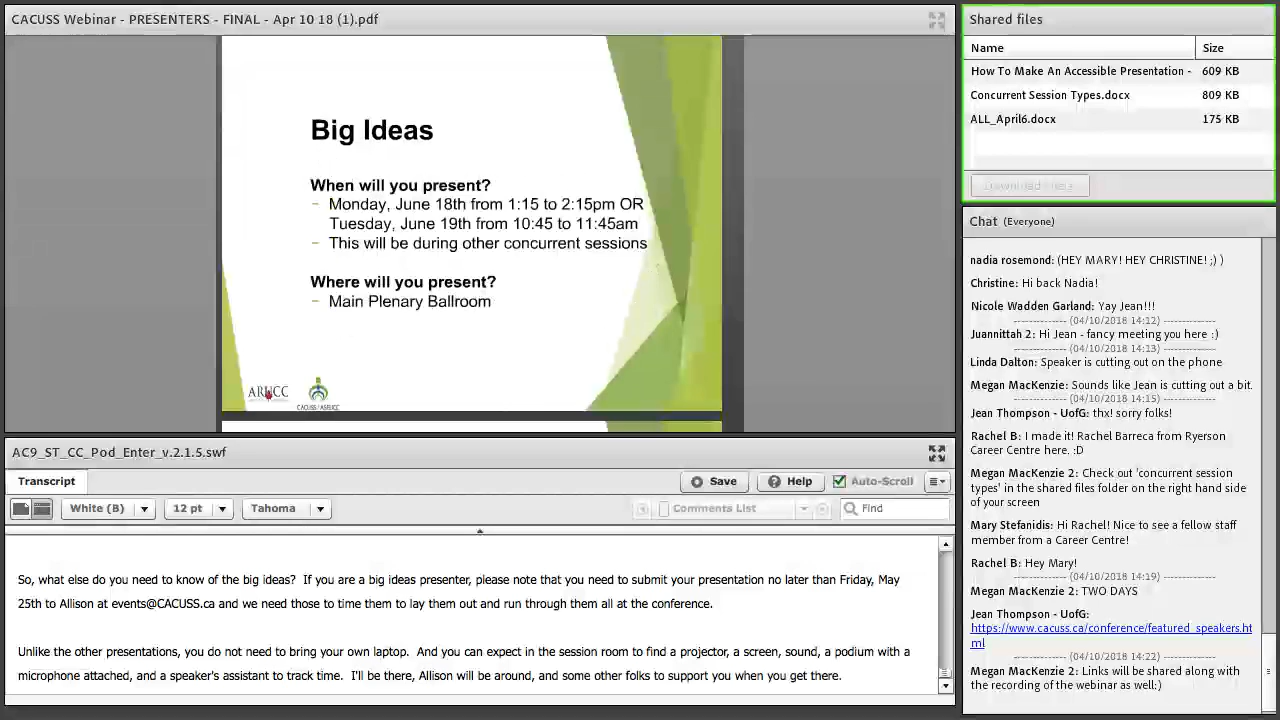 CACUSS Webinar - PRESENTERS - FINAL - Apr 10 18 (1).pdf
Big Ideas
When will you present?
− Monday, June 18th from 1:15 to 2:15pm OR
Tuesday, June 19th from 10:45 to 11:45am
− This will be during other concurrent sessions
Where will you present?
− Main Plenary Ballroom
ARUCC
CACUSS / ASEUCC
AC9_ST_CC_Pod_Enter_v.2.1.5.swf
Transcript
Save
Help
Auto-Scroll
White (B)
12 pt
Tahoma
Comments List
Find
So, what else do you need to know of the big ideas?  If you are a big ideas presenter, please note that you need to submit your presentation no later than Friday, May
25th to Allison at events@CACUSS.ca and we need those to time them to lay them out and run through them all at the conference.
Unlike the other presentations, you do not need to bring your own laptop.  And you can expect in the session room to find a projector, a screen, sound, a podium with a
microphone attached, and a speaker's assistant to track time.  I'll be there, Allison will be around, and some other folks to support you when you get there.
Shared files
Name Size
How To Make An Accessible Presentation - 609 KB
Concurrent Session Types.docx 809 KB
ALL_April6.docx 175 KB
Download File(s)
Chat (Everyone)
nadia rosemond: (HEY MARY! HEY CHRISTINE! ;) )
Christine: Hi back Nadia!
Nicole Wadden Garland: Yay Jean!!!
-------------- (04/10/2018 14:12) --------------
Juannittah 2: Hi Jean - fancy meeting you here :)
-------------- (04/10/2018 14:13) --------------
Linda Dalton: Speaker is cutting out on the phone
Megan MacKenzie: Sounds like Jean is cutting out a bit.
-------------- (04/10/2018 14:15) --------------
Jean Thompson - UofG: thx! sorry folks!
Rachel B: I made it! Rachel Barreca from Ryerson
Career Centre here. :D
Megan MacKenzie 2: Check out 'concurrent session
types' in the shared files folder on the right hand side
of your screen
Mary Stefanidis: Hi Rachel! Nice to see a fellow staff
member from a Career Centre!
Rachel B: Hey Mary!
-------------- (04/10/2018 14:19) --------------
Megan MacKenzie 2: TWO DAYS
Jean Thompson - UofG:
https://www.cacuss.ca/conference/featured_speakers.ht
ml
-------------- (04/10/2018 14:22) --------------
Megan MacKenzie 2: Links will be shared along with
the recording of the webinar as well:)